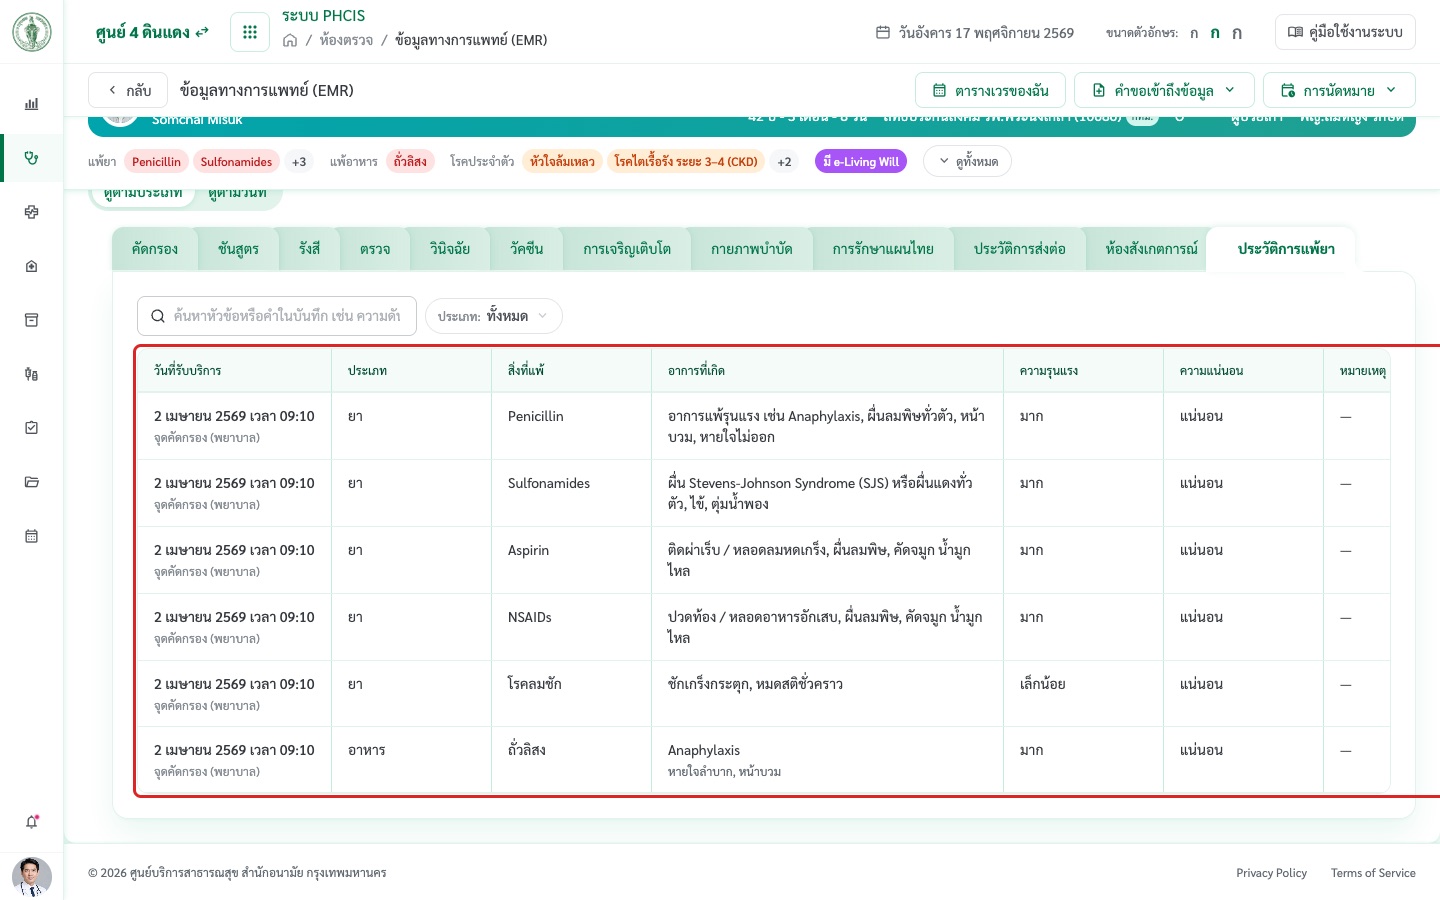 ศูนย์ 4 ดินแดง
ระบบ PHCIS
/ ห้องตรวจ / ข้อมูลทางการแพทย์ (EMR)
วันอังคาร 17 พฤศจิกายน 2569
ขนาดตัวอักษร: ก ก ก
คู่มือใช้งานระบบ
กลับ
ข้อมูลทางการแพทย์ (EMR)
ตารางเวรของฉัน
คำขอเข้าถึงข้อมูล
การนัดหมาย
Somchai Misuk
แพ้ยา Penicillin Sulfonamides +3 แพ้อาหาร ถั่วลิสง โรคประจำตัว หัวใจล้มเหลว โรคไตเรื้อรัง ระยะ 3–4 (CKD) +2 มี e-Living Will ดูทั้งหมด
ดูตามประเภท ดูตามวันที่
คัดกรอง ชันสูตร รังสี ตรวจ วินิจฉัย วัคซีน การเจริญเติบโต กายภาพบำบัด การรักษาแผนไทย ประวัติการส่งต่อ ห้องสังเกตการณ์ ประวัติการแพ้ยา
ค้นหาหัวข้อหรือคำในบันทึก เช่น ความดั
ประเภท: ทั้งหมด
วันที่รับบริการ ประเภท สิ่งที่แพ้ อาการที่เกิด ความรุนแรง ความแน่นอน หมายเหตุ
2 เมษายน 2569 เวลา 09:10 ยา Penicillin อาการแพ้รุนแรง เช่น Anaphylaxis, ผื่นลมพิษทั่วตัว, หน้า มาก แน่นอน —
จุดคัดกรอง (พยาบาล) บวม, หายใจไม่ออก
2 เมษายน 2569 เวลา 09:10 ยา Sulfonamides ผื่น Stevens-Johnson Syndrome (SJS) หรือผื่นแดงทั่ว มาก แน่นอน —
จุดคัดกรอง (พยาบาล) ตัว, ไข้, ตุ่มน้ำพอง
2 เมษายน 2569 เวลา 09:10 ยา Aspirin ติดผ่าเร็บ / หลอดลมหดเกร็ง, ผื่นลมพิษ, คัดจมูก น้ำมูก มาก แน่นอน —
จุดคัดกรอง (พยาบาล) ไหล
2 เมษายน 2569 เวลา 09:10 ยา NSAIDs ปวดท้อง / หลอดอาหารอักเสบ, ผื่นลมพิษ, คัดจมูก น้ำมูก มาก แน่นอน —
จุดคัดกรอง (พยาบาล) ไหล
2 เมษายน 2569 เวลา 09:10 ยา โรคลมชัก ชักเกร็งกระตุก, หมดสติชั่วคราว เล็กน้อย แน่นอน —
จุดคัดกรอง (พยาบาล)
2 เมษายน 2569 เวลา 09:10 อาหาร ถั่วลิสง Anaphylaxis มาก แน่นอน —
จุดคัดกรอง (พยาบาล) หายใจลำบาก, หน้าบวม
© 2026 ศูนย์บริการสาธารณสุข สำนักอนามัย กรุงเทพมหานคร
Privacy Policy Terms of Service